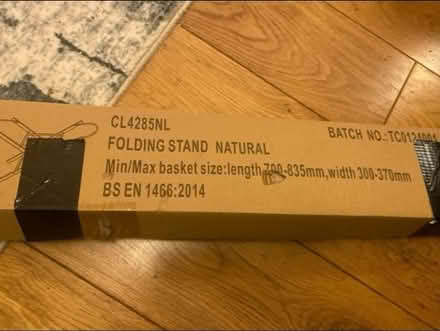 CL4285NL
FOLDING STAND NATURAL
BATCH NO.:
Min/Max basket size:length 700-835mm,width 300-370mm
BS EN 1466:2014